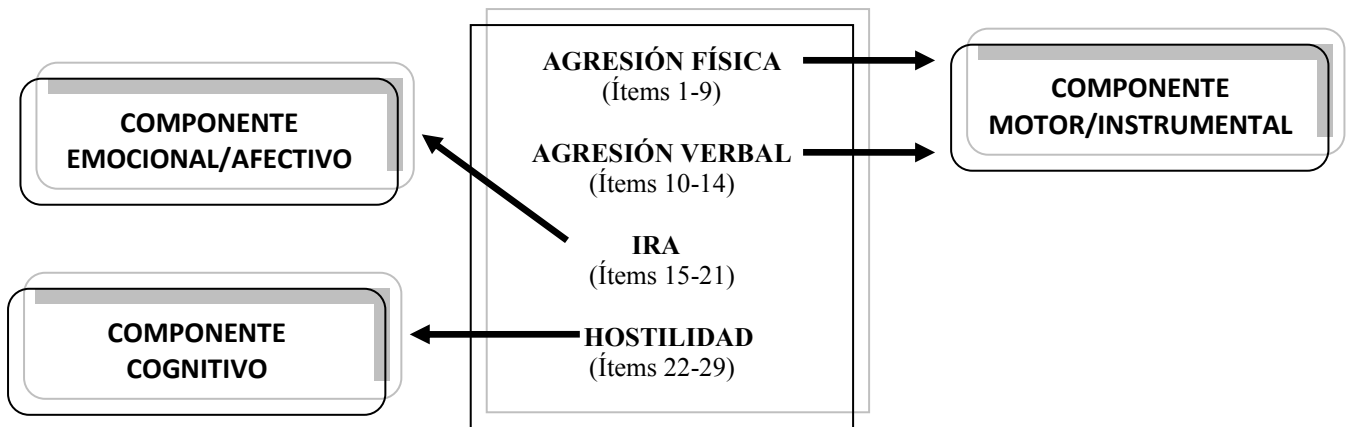 AGRESIÓN FÍSICA
(Ítems 1-9)
AGRESIÓN VERBAL
(Ítems 10-14)
IRA
(Ítems 15-21)
HOSTILIDAD
(Ítems 22-29)
COMPONENTE
EMOCIONAL/AFECTIVO
COMPONENTE
COGNITIVO
COMPONENTE
MOTOR/INSTRUMENTAL